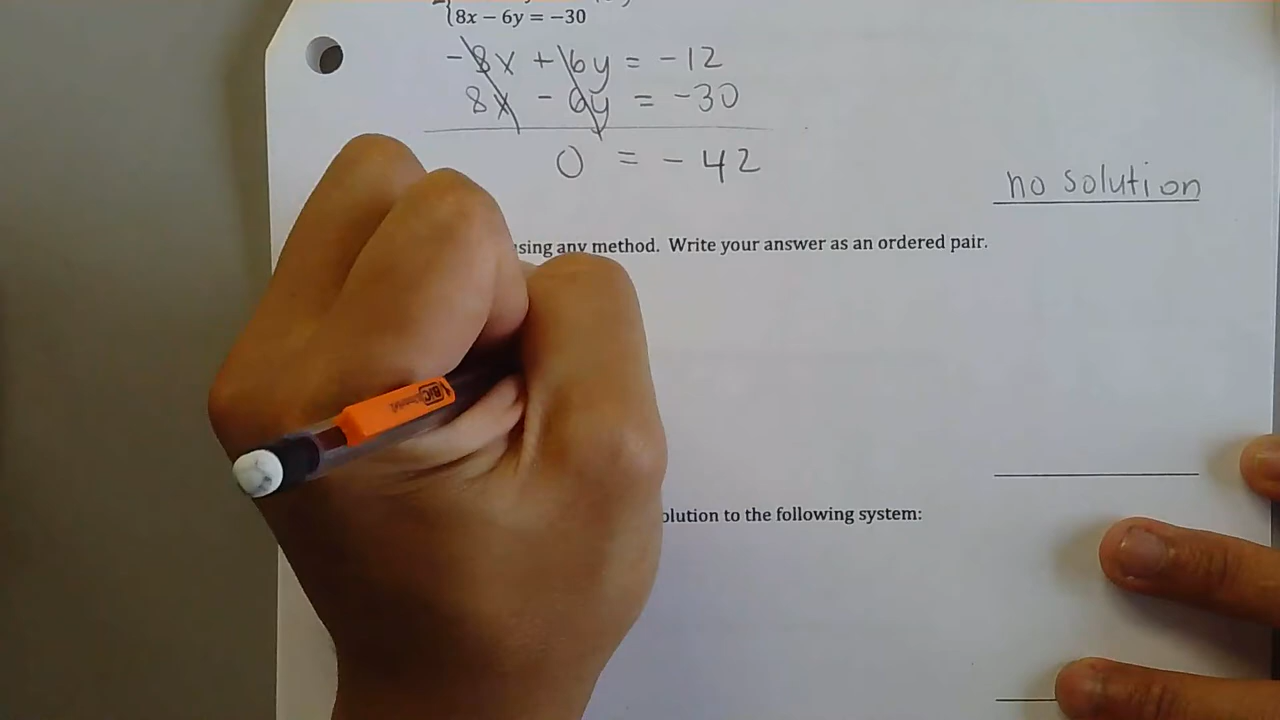 8x − 6y = −30
-8x + 6y = -12
8x - 6y = -30
0 = - 42
no solution
using any method. Write your answer as an ordered pair.
BIC
olution to the following system: